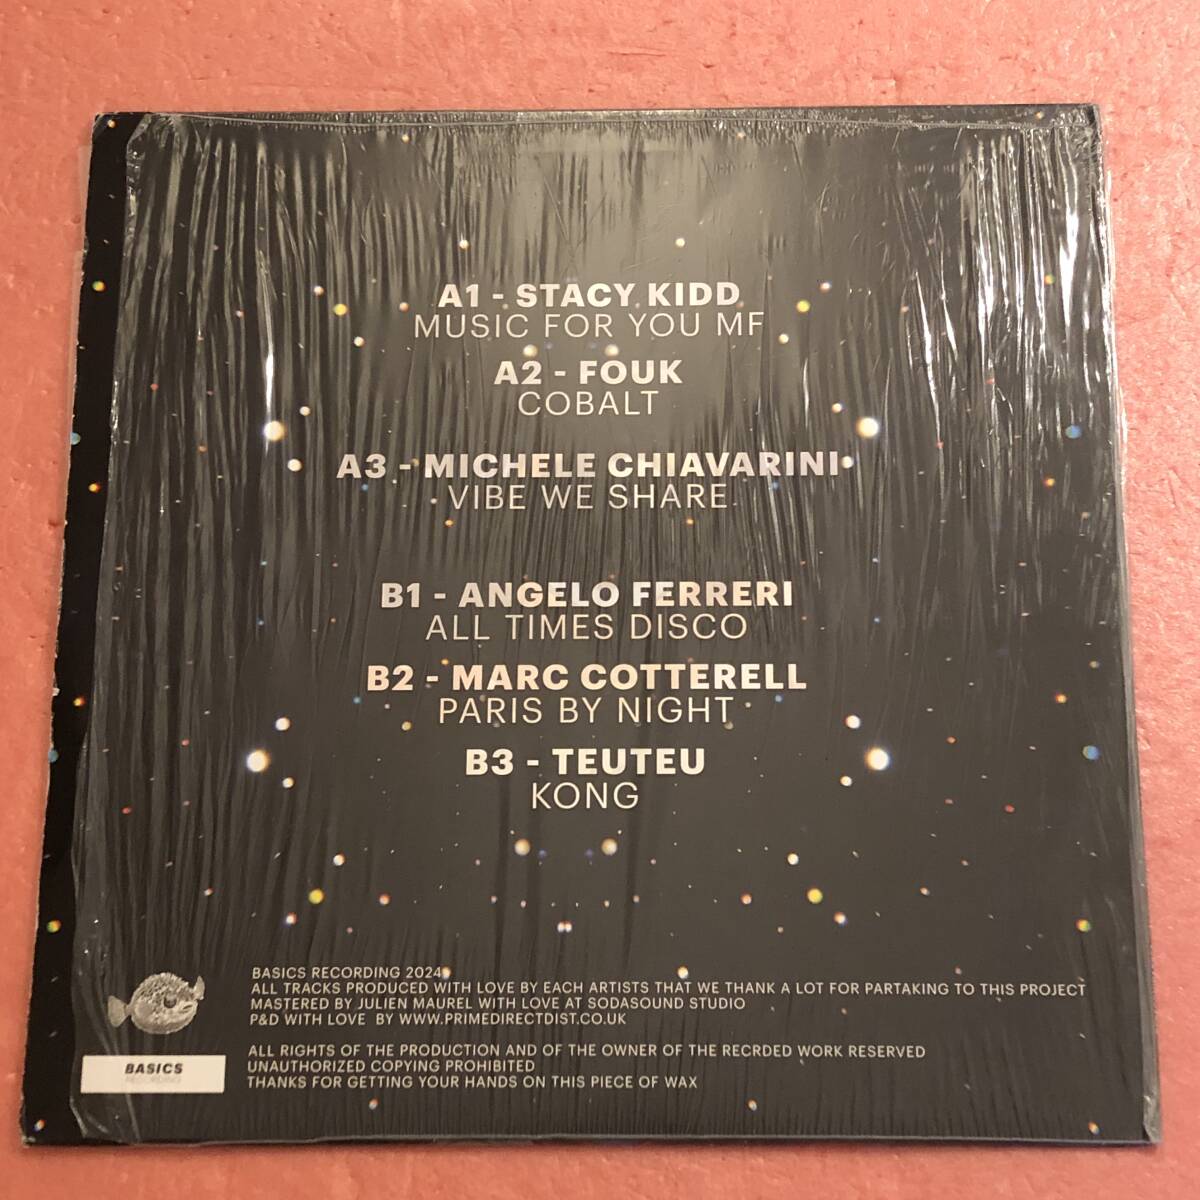 A1 - STACY KIDD
MUSIC FOR YOU MF
A2 - FOUK
COBALT
A3 - MICHELE CHIAVARINI
VIBE WE SHARE
B1 - ANGELO FERRERI
ALL TIMES DISCO
B2 - MARC COTTERELL
PARIS BY NIGHT
B3 - TEUTEU
KONG
BASICS RECORDING 2024
ALL TRACKS PRODUCED WITH LOVE BY EACH ARTISTS THAT WE THANK A LOT FOR PARTAKING TO THIS PROJECT
MASTERED BY JULIEN MAUREL WITH LOVE AT SODASOUND STUDIO
P&D WITH LOVE BY WWW.PRIMEDIRECTDIST.CO.UK
ALL RIGHTS OF THE PRODUCTION AND OF THE OWNER OF THE RECRDED WORK RESERVED
UNAUTHORIZED COPYING PROHIBITED
THANKS FOR GETTING YOUR HANDS ON THIS PIECE OF WAX
BASICS
RECORDING